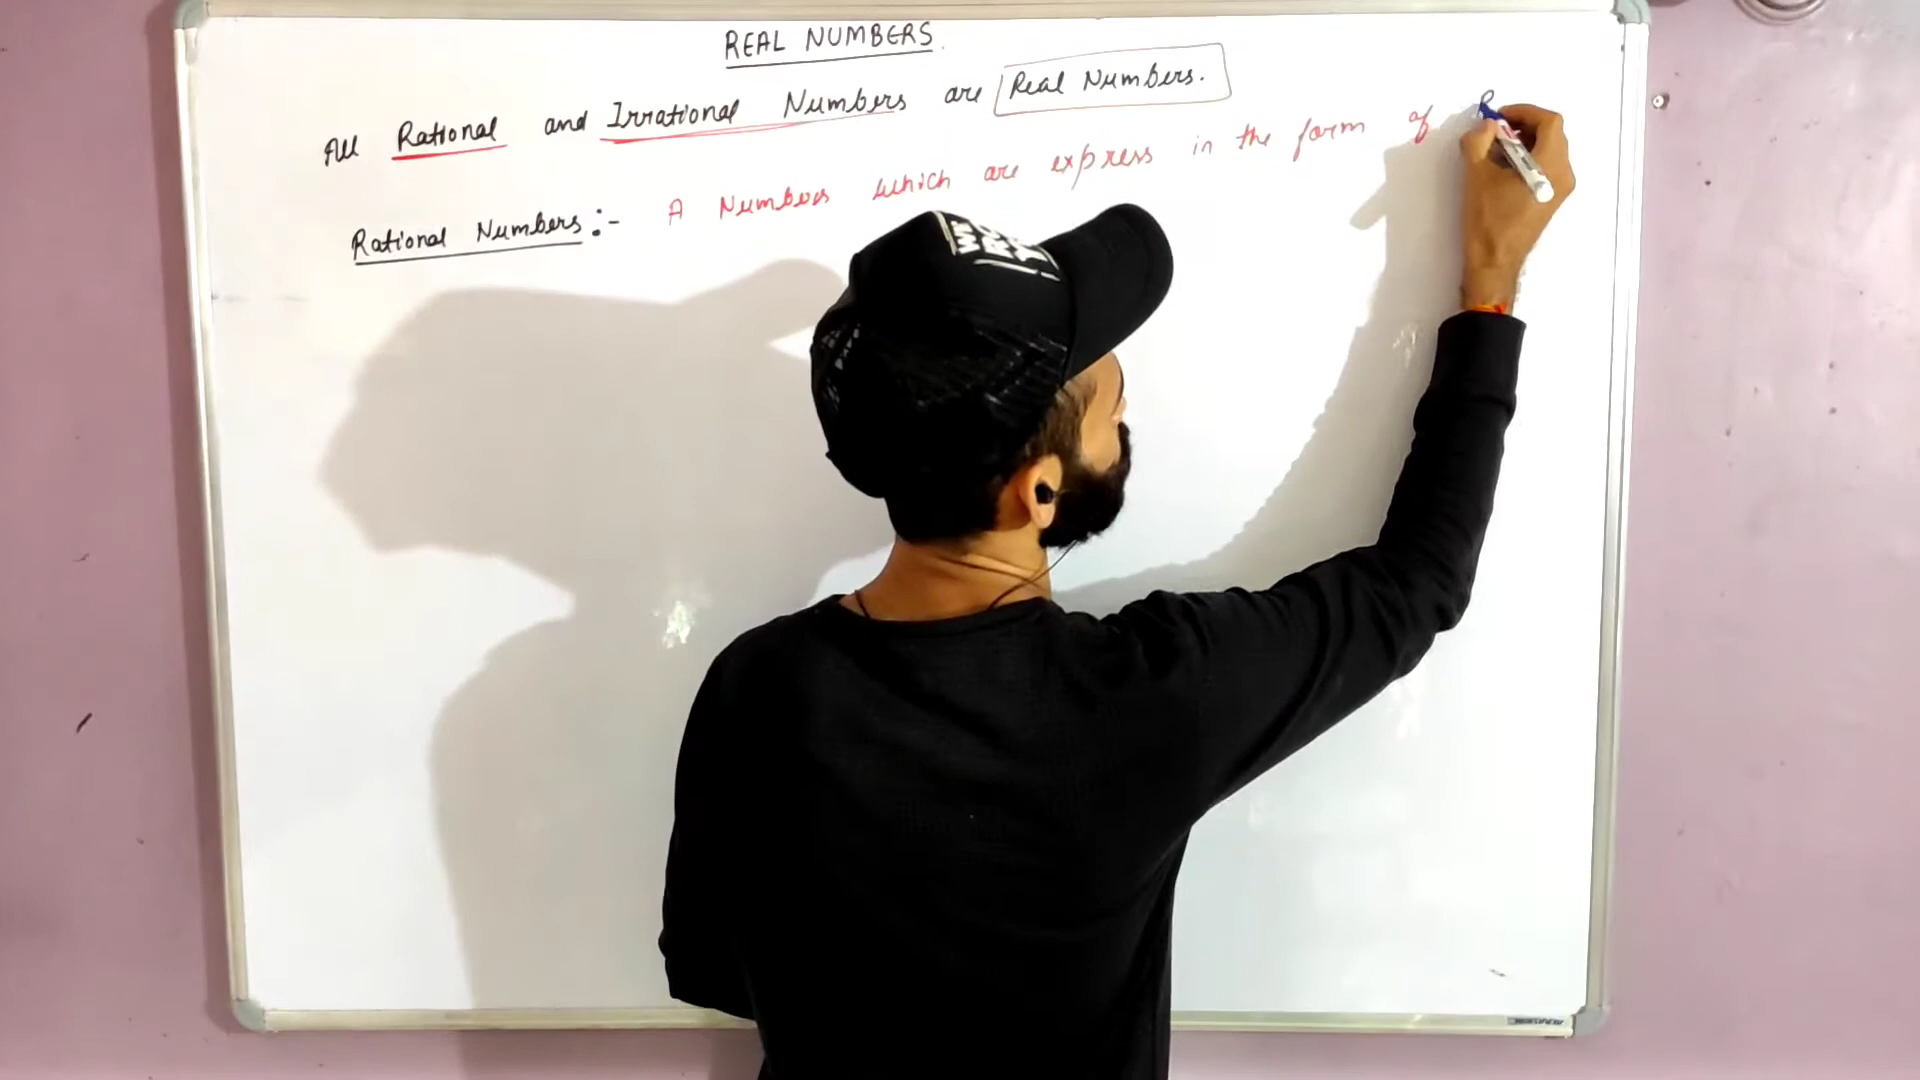 REAL NUMBERS.
All Rational and Irrational Numbers are Real Numbers.
Rational Numbers :- A Numbers which are express in the form of P